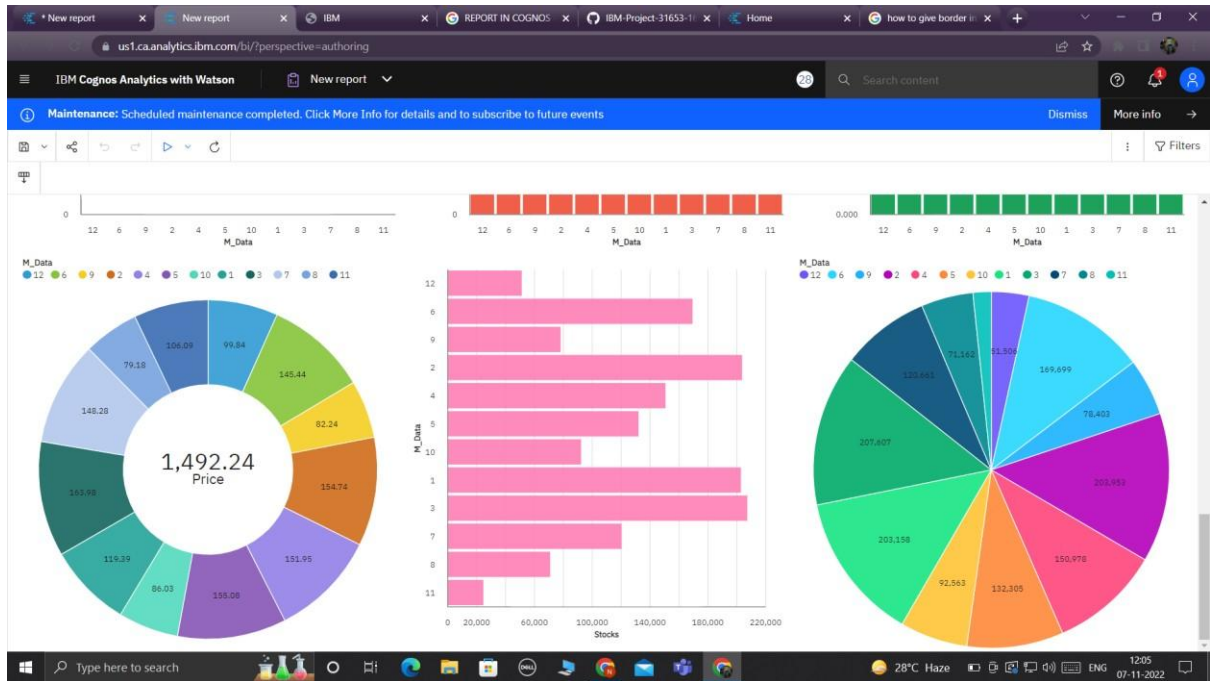 * New report
New report
IBM
REPORT IN COGNOS
IBM-Project-31653-16
Home
how to give border in
us1.ca.analytics.ibm.com/bi/?perspective=authoring
IBM Cognos Analytics with Watson
New report
28
Search content
1
Maintenance: Scheduled maintenance completed. Click More Info for details and to subscribe to future events
Dismiss
More info
Filters
0
12 6 9 2 4 5 10 1 3 7 8 11
M_Data
0
12 6 9 2 4 5 10 1 3 7 8 11
M_Data
0.000
12 6 9 2 4 5 10 1 3 7 8 11
M_Data
M_Data
12 6 9 2 4 5 10 1 3 7 8 11
106.09
99.84
79.18
145.44
148.28
82.24
1,492.24
Price
163.98
154.74
119.39
151.95
86.03
155.08
M_Data
12
6
9
2
4
5
10
1
3
7
8
11
0 20,000 60,000 100,000 140,000 180,000 220,000
Stocks
M_Data
12 6 9 2 4 5 10 1 3 7 8 11
71,162
51,506
120,661
169,699
78,403
207,607
203,953
203,158
150,978
92,563
132,305
Type here to search
DELL
28°C Haze
ENG
12:05
07-11-2022